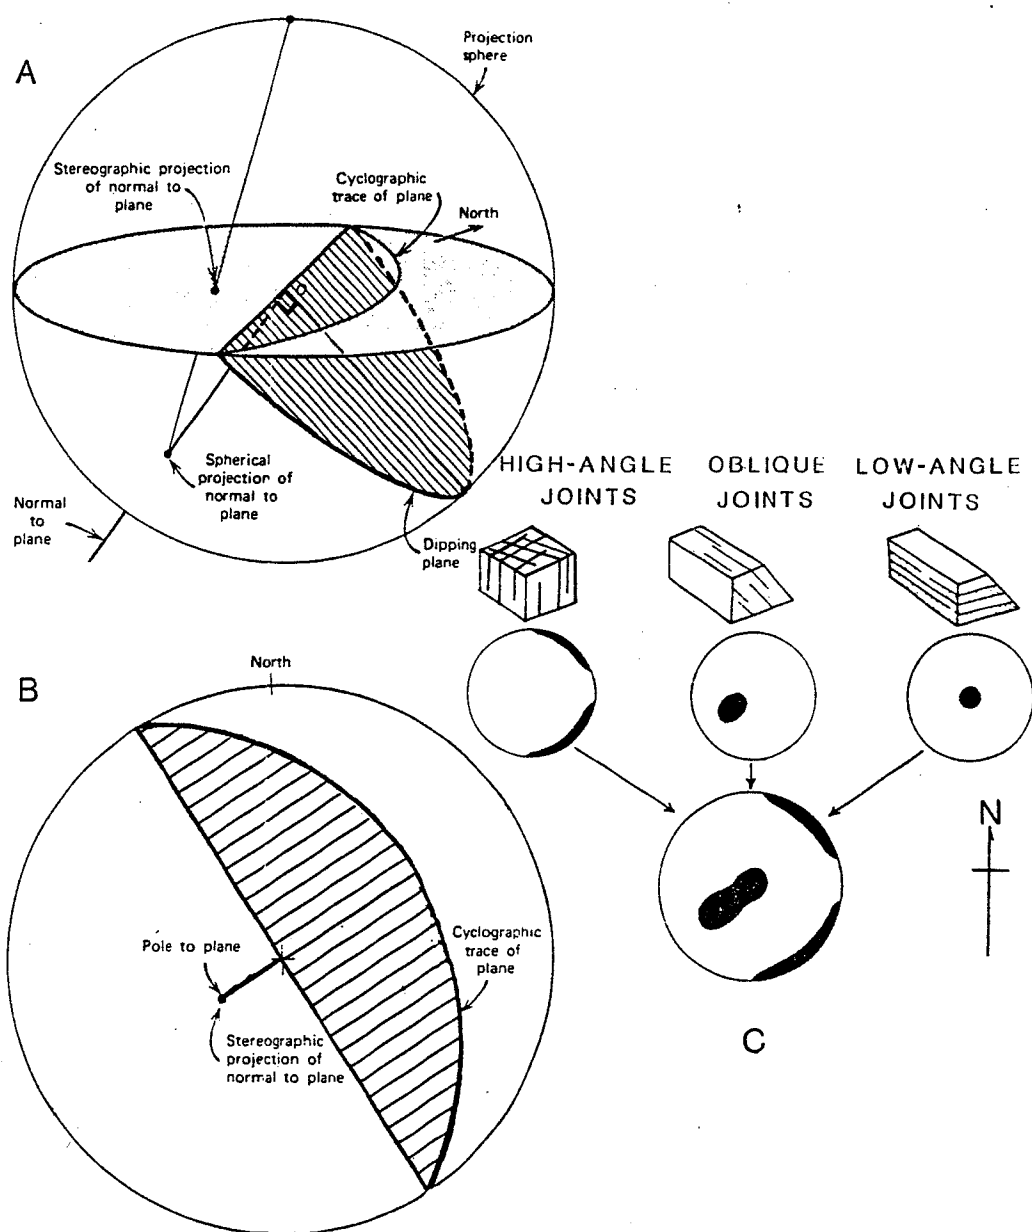 A
Projection
sphere
Stereographic projection
of normal to
plane
Cyclographic
trace of plane
North
Spherical
projection of
normal to
plane
Normal
to
plane
Dipping
plane
HIGH-ANGLE
JOINTS
OBLIQUE
JOINTS
LOW-ANGLE
JOINTS
B
North
Pole to plane
Cyclographic
trace of
plane
Stereographic
projection of
normal to plane
N
C